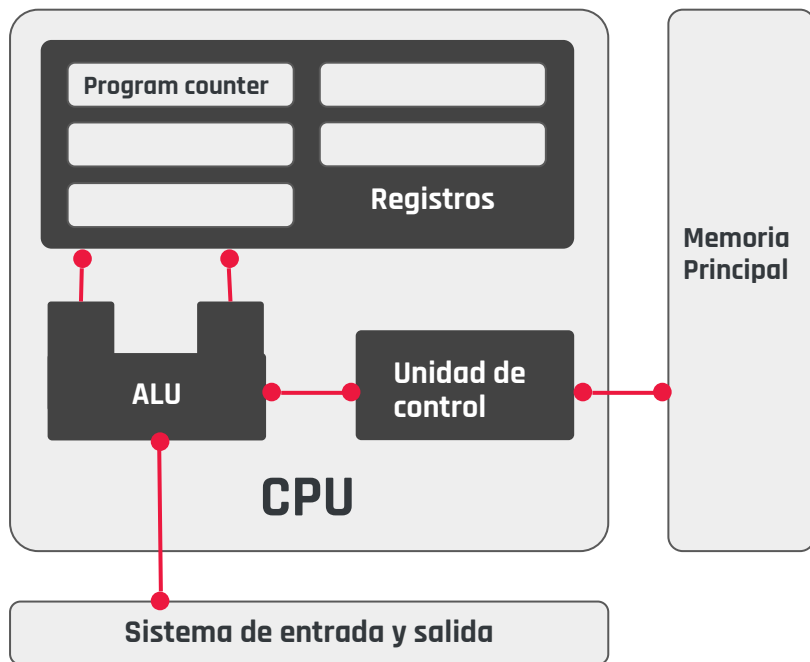 Program counter
Registros
Memoria
Principal
ALU
Unidad de
control
CPU
Sistema de entrada y salida